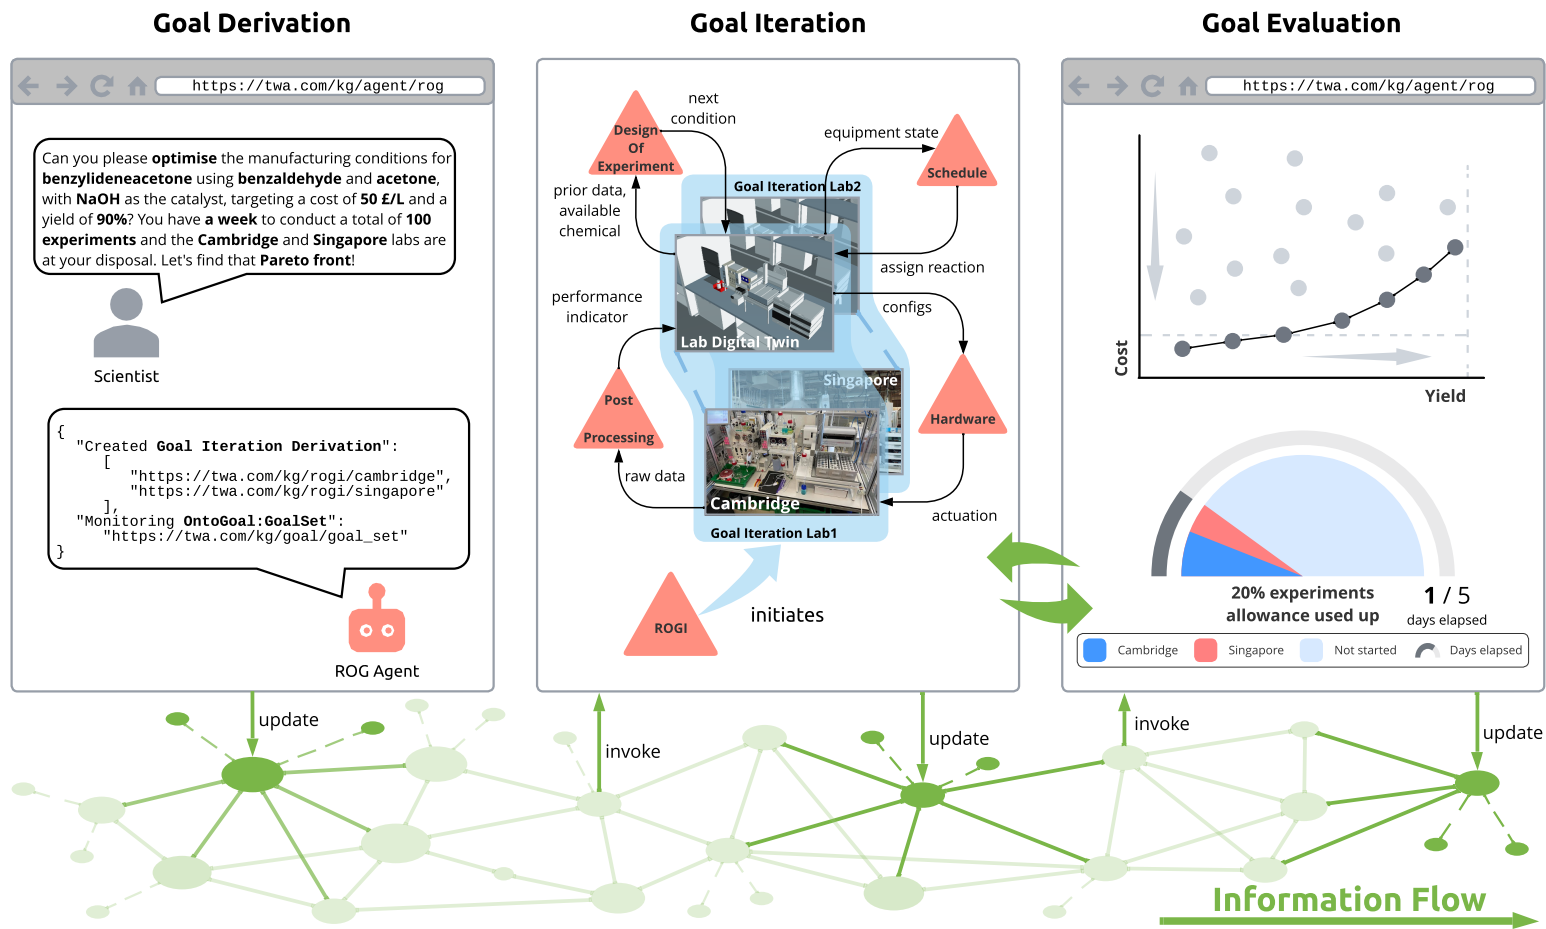 Goal Derivation
https://twa.com/kg/agent/rog
Can you please optimise the manufacturing conditions for
benzylideneacetone using benzaldehyde and acetone,
with NaOH as the catalyst, targeting a cost of 50 £/L and a
yield of 90%? You have a week to conduct a total of 100
experiments and the Cambridge and Singapore labs are
at your disposal. Let's find that Pareto front!
Scientist
{
"Created Goal Iteration Derivation":
[
"https://twa.com/kg/rogi/cambridge",
"https://twa.com/kg/rogi/singapore"
],
"Monitoring OntoGoal:GoalSet":
"https://twa.com/kg/goal/goal_set"
}
ROG Agent
Goal Iteration
next
condition
Design
Of
Experiment
equipment state
Schedule
prior data,
available
chemical
Goal Iteration Lab2
assign reaction
performance
indicator
configs
Lab Digital Twin
Singapore
Post
Processing
Hardware
raw data
Cambridge
actuation
Goal Iteration Lab1
ROGI
initiates
Goal Evaluation
https://twa.com/kg/agent/rog
Cost
Yield
20% experiments
allowance used up
1 / 5
days elapsed
Cambridge
Singapore
Not started
Days elapsed
update
invoke
update
invoke
update
Information Flow